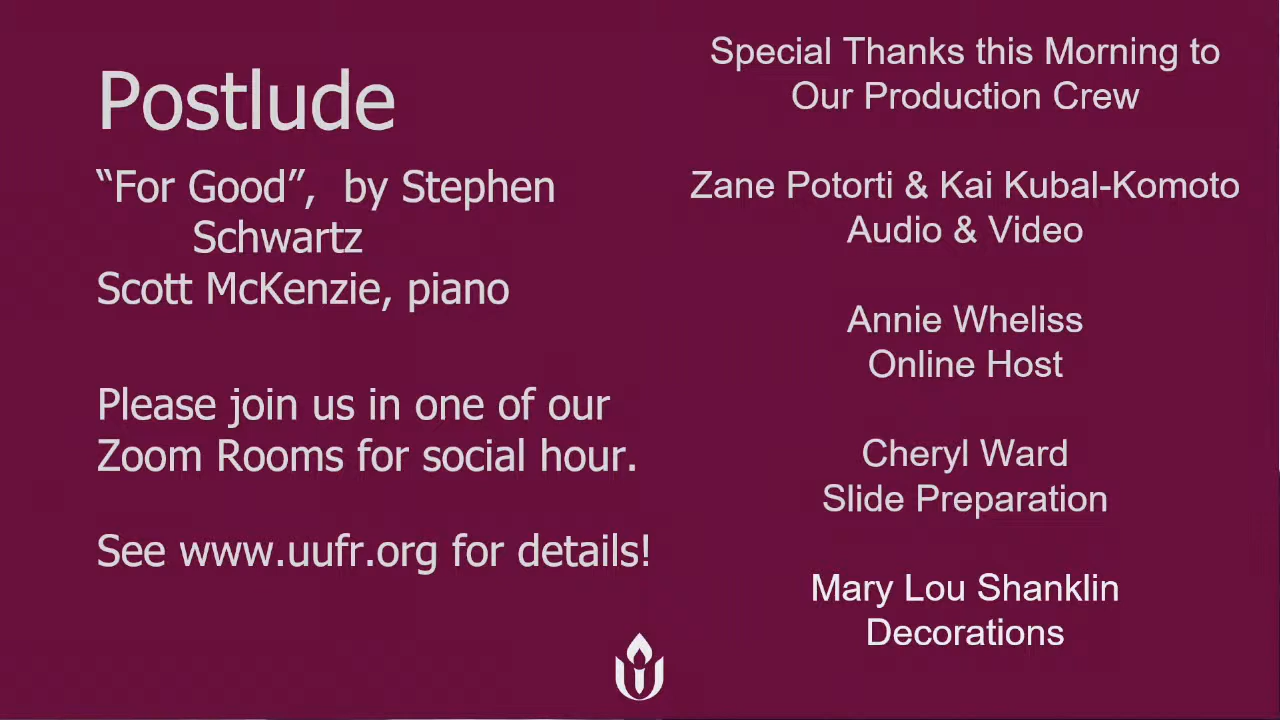 Postlude
“For Good”,  by Stephen
Schwartz
Scott McKenzie, piano
Please join us in one of our
Zoom Rooms for social hour.
See www.uufr.org for details!
Special Thanks this Morning to
Our Production Crew
Zane Potorti & Kai Kubal-Komoto
Audio & Video
Annie Wheliss
Online Host
Cheryl Ward
Slide Preparation
Mary Lou Shanklin
Decorations